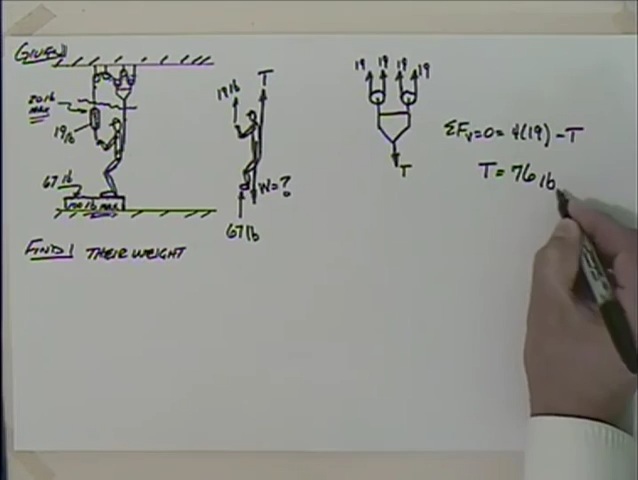 GIVEN
20 lb
MAX
19 lb
67 lb
100 lb MAX
19 lb
T
W=?
67 lb
19 19 19 19
T
ΣFv=0= 4(19) -T
T= 76 lb
FIND THEIR WEIGHT